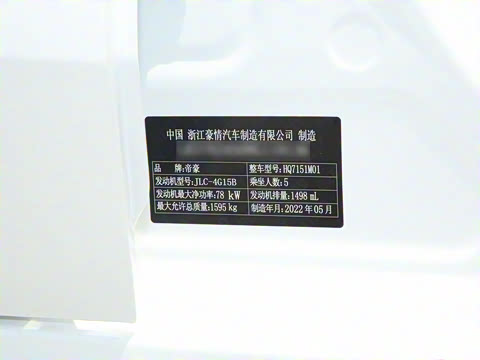 中国 浙江豪情汽车制造有限公司 制造
品 牌:帝豪 整车型号:HQ7151M01
发动机型号:JLC-4G15B 乘坐人数:5
发动机最大净功率:78 kW 发动机排量:1498 mL
最大允许总质量:1595 kg 制造年月:2022 年 05 月